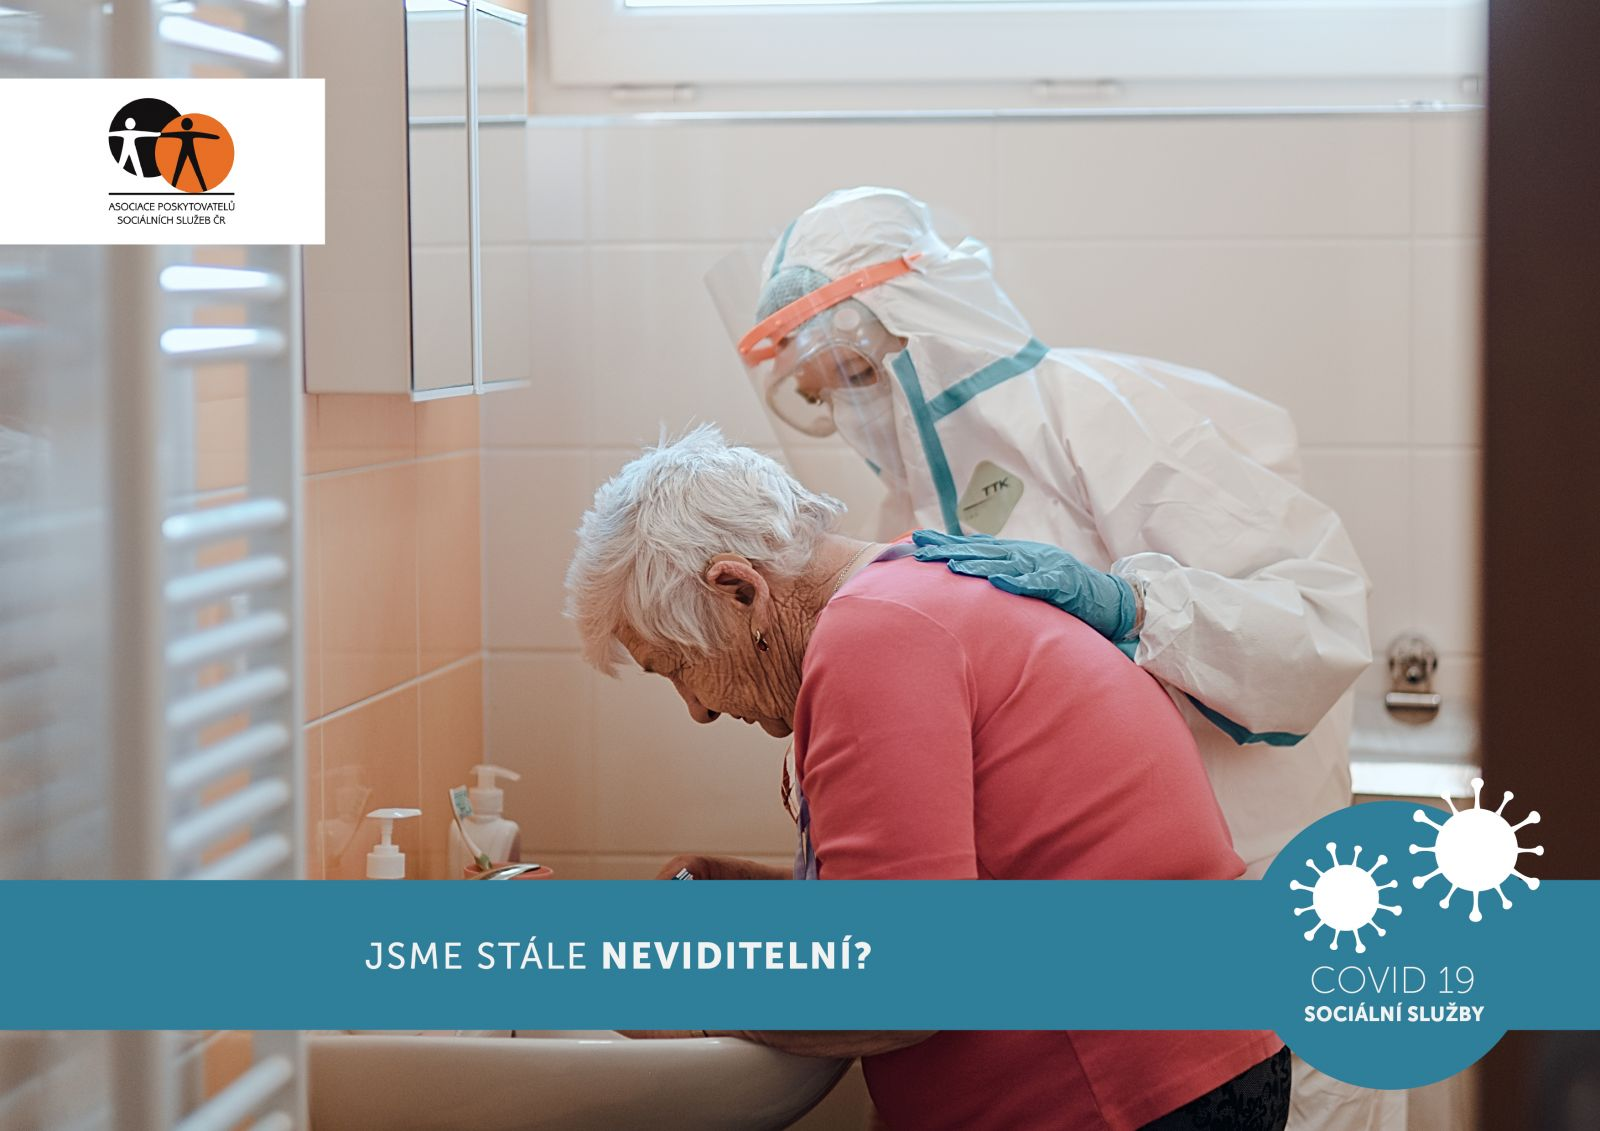 ASOCIACE POSKYTOVATELŮ
SOCIÁLNÍCH SLUŽEB ČR
TTK
JSME STÁLE NEVIDITELNÍ?
COVID 19
SOCIÁLNÍ SLUŽBY